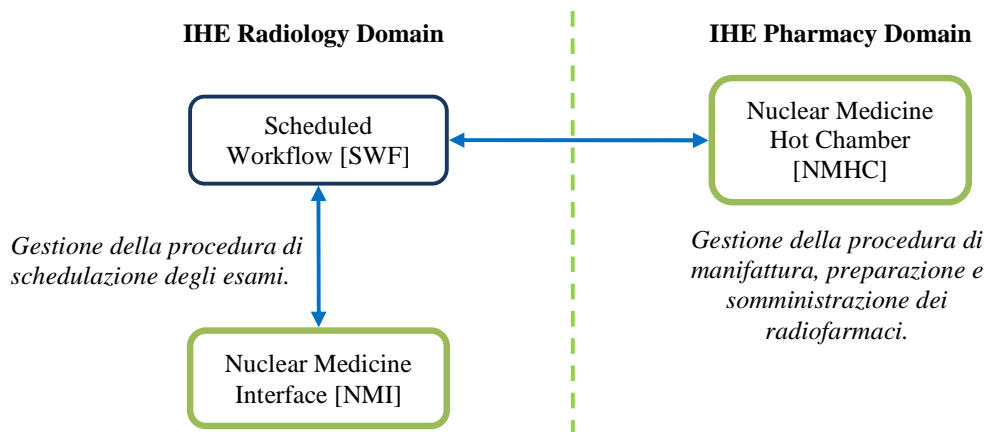 IHE Radiology Domain
IHE Pharmacy Domain
Scheduled
Workflow [SWF]
Nuclear Medicine
Hot Chamber
[NMHC]
Gestione della procedura di
schedulazione degli esami.
Gestione della procedura di
manifattura, preparazione e
somministrazione dei
radiofarmaci.
Nuclear Medicine
Interface [NMI]